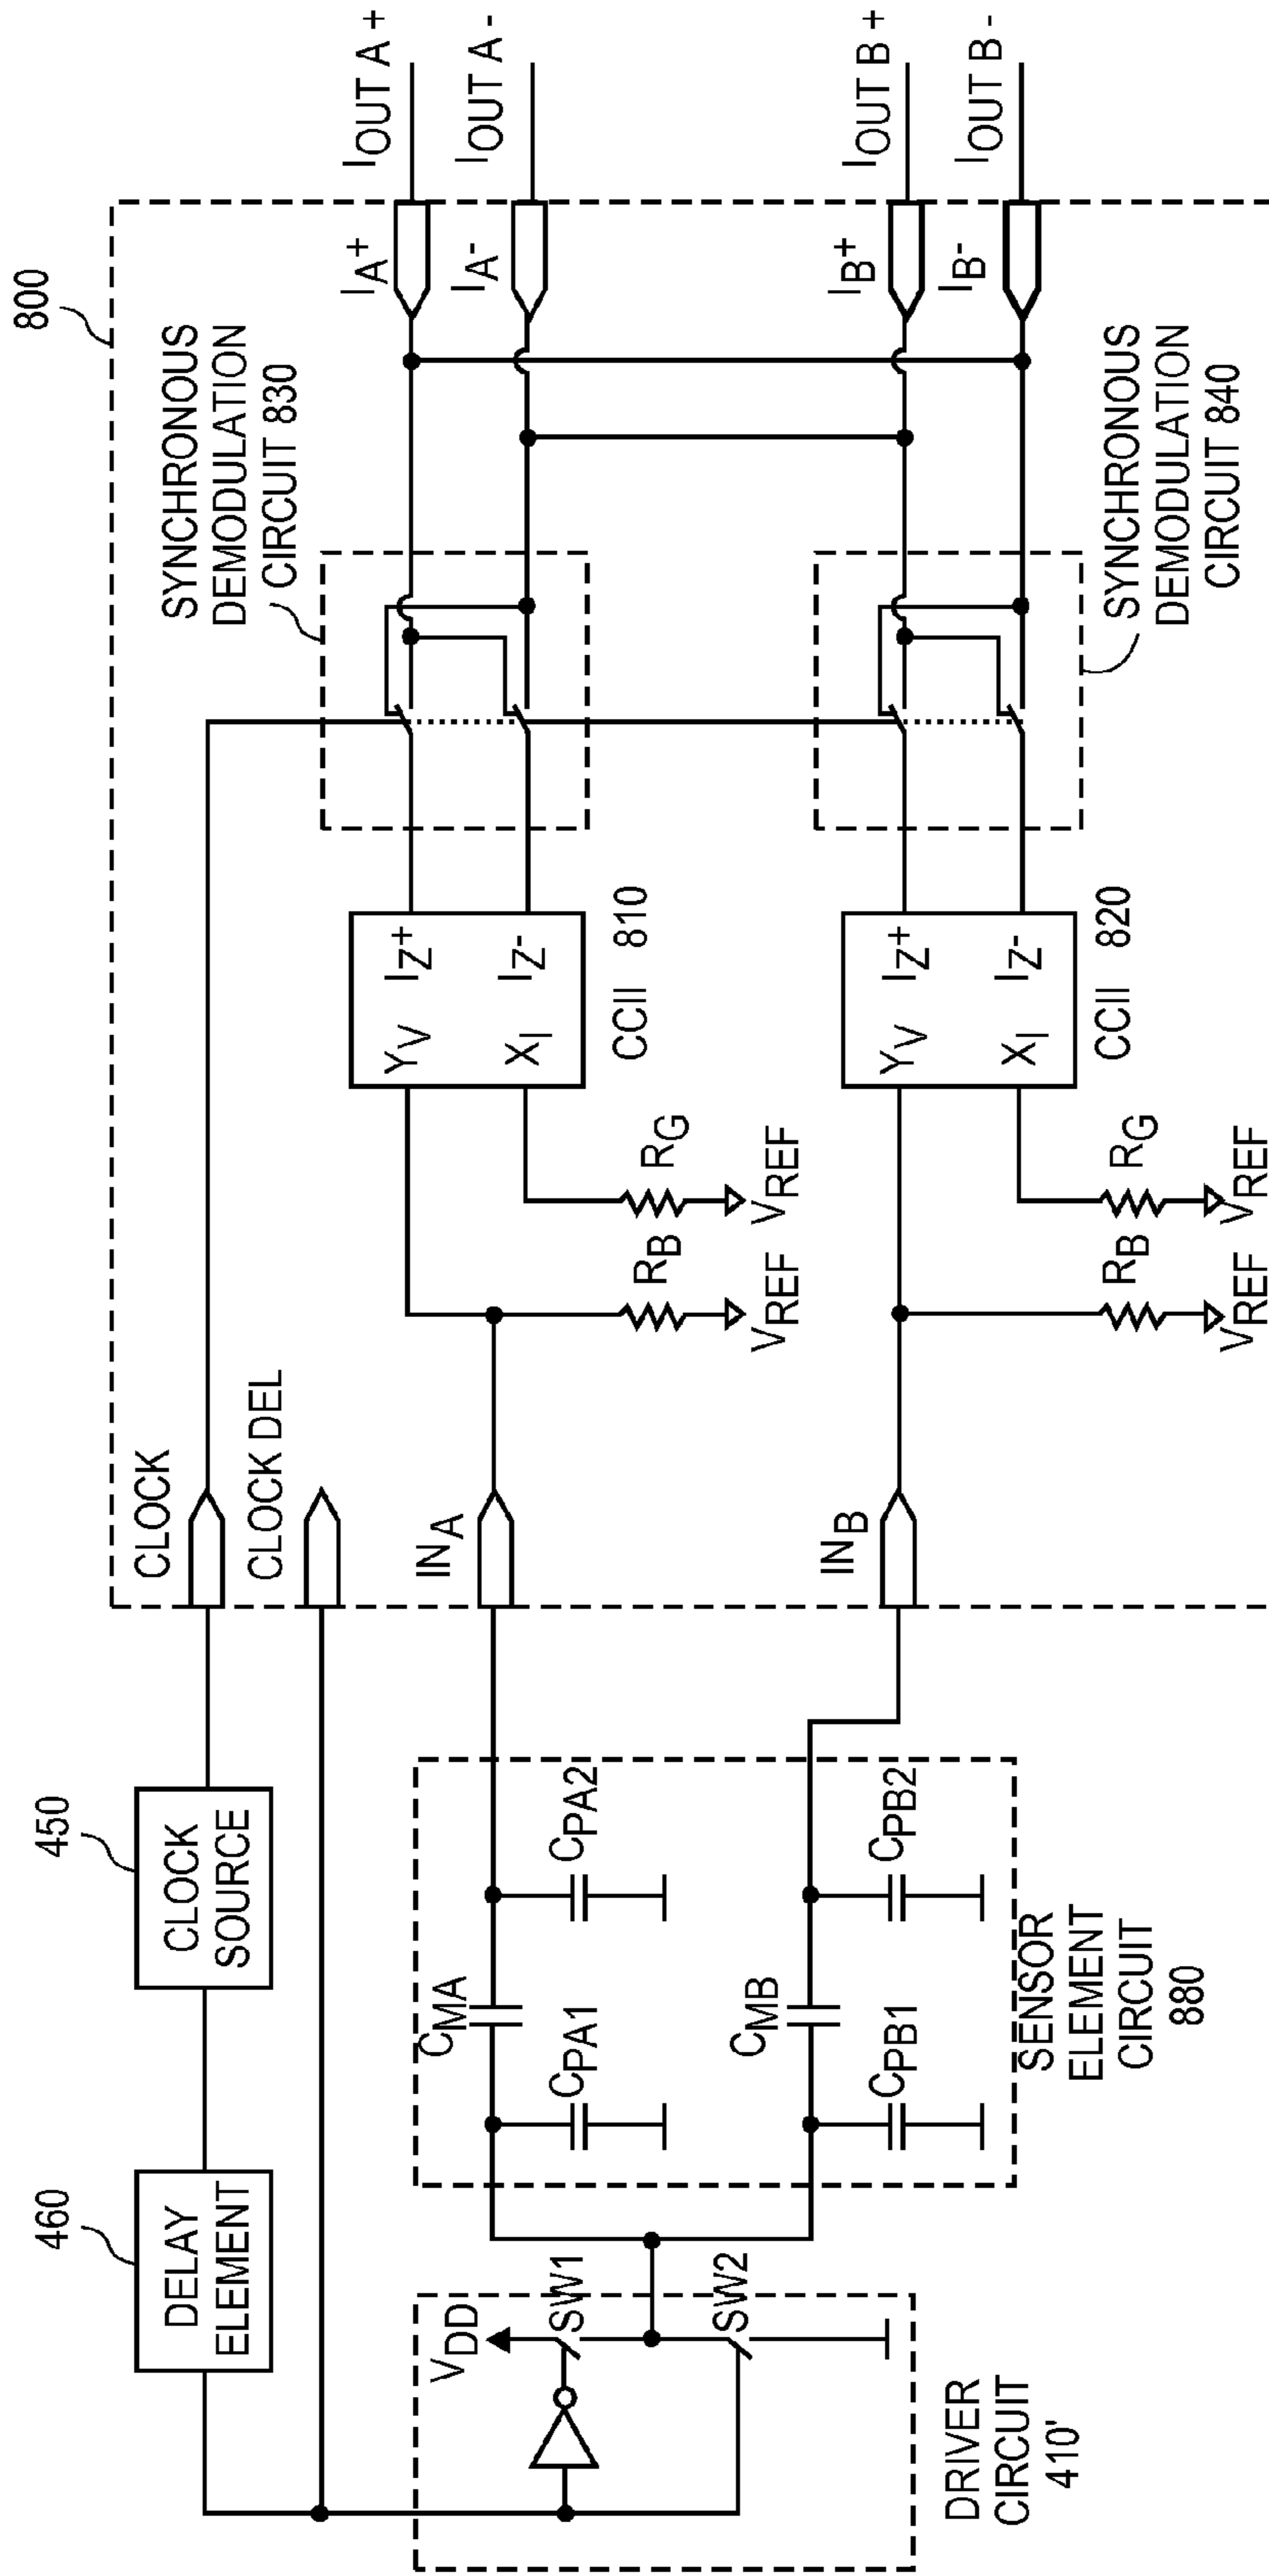 800
460
DELAY
ELEMENT
450
CLOCK
SOURCE
CLOCK
CLOCK DEL
SYNCHRONOUS
DEMODULATION
CIRCUIT 830
VDD
SW1
SW2
DRIVER
CIRCUIT
410'
CMA
CPA1
CPA2
CMB
CPB1
CPB2
SENSOR
ELEMENT
CIRCUIT
880
INA
INB
RB
VREF
RG
VREF
YV
IZ+
XI
IZ-
CCII 810
RB
VREF
RG
VREF
YV
IZ+
XI
IZ-
CCII 820
SYNCHRONOUS
DEMODULATION
CIRCUIT 840
IA+
IOUT A+
IA-
IOUT A-
IB+
IOUT B+
IB-
IOUT B-